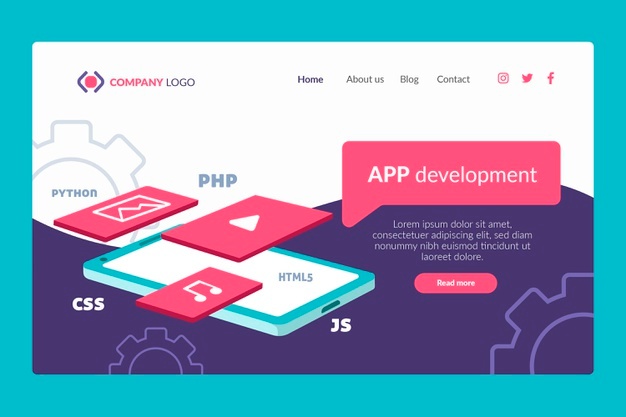 COMPANY LOGO
Home About us Blog Contact
APP development
PYTHON
PHP
HTML5
CSS
JS
Lorem ipsum dolor sit amet,
consectetuer adipiscing elit, sed diam
nonummy nibh euismod tincidunt ut
laoreet dolore.
Read more